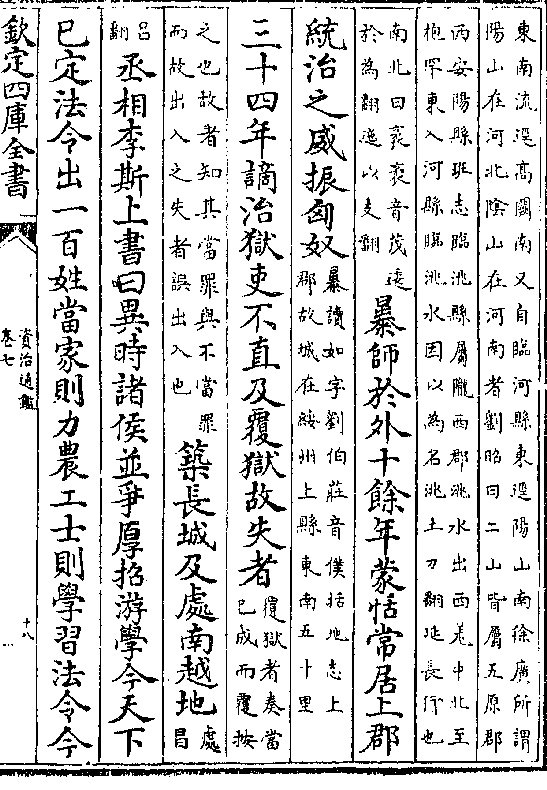 東南流逕高闕南又自臨河縣東逕陽山南徐廣所謂
陽山在河北隂山在河南者劉昭曰二山皆屬五原郡
西安陽縣班志臨洮縣屬隴西郡洮水出西羌中北至
枹罕東入河縣臨洮水因以為名洮土刀翻延長行也
南北曰袤袤音茂逶
於為翻迤以支翻
暴師於外十餘年蒙恬常居上郡
統治之威振匈奴
暴讀如字劉伯莊音僕括地志上
郡故城在綏州上縣東南五十里
三十四年謫治獄吏不直及覆獄故失者
覆獄者奏當
已成而覆按
之也故者知其當罪與不當罪
而故出入之失者誤出入也
築長城及處南越地
處昌
呂翻
丞相李斯上書曰異時諸侯並爭厚招游學今天下
已定法令出一百姓當家則力農工士則學習法令今
欽定四庫全書
資治通鑑
卷七
十八